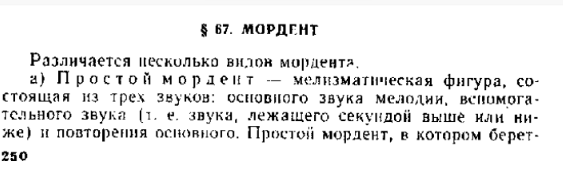 § 67. МОРДЕНТ
Различается несколько видов мордента.
а) Простой мордент — мелизматическая фигура, со-
стоящая из трех звуков: основного звука мелодии, вспомога-
тельного звука (т. е. звука, лежащего секундой выше или ни-
же) и повторения основного. Простой мордент, в котором берет-
250